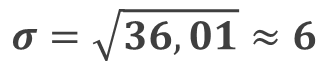 σ = √36,01 ≈ 6